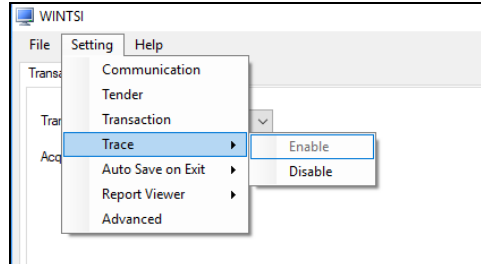 WINTSI
File Setting Help
Transa
Communication
Tender
Tran
Transaction
Trace
Enable
Acq
Auto Save on Exit
Disable
Report Viewer
Advanced